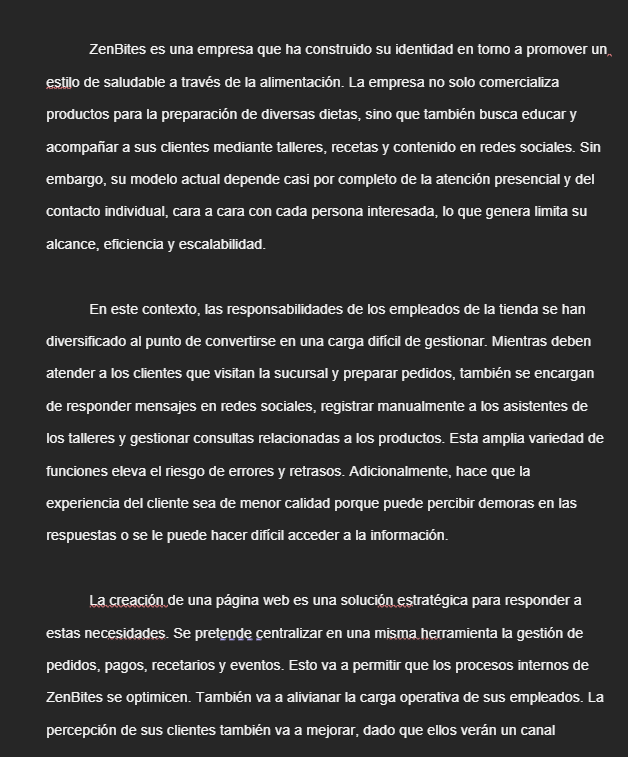 ZenBites es una empresa que ha construido su identidad en torno a promover un
estilo de saludable a través de la alimentación. La empresa no solo comercializa
productos para la preparación de diversas dietas, sino que también busca educar y
acompañar a sus clientes mediante talleres, recetas y contenido en redes sociales. Sin
embargo, su modelo actual depende casi por completo de la atención presencial y del
contacto individual, cara a cara con cada persona interesada, lo que genera limita su
alcance, eficiencia y escalabilidad.
En este contexto, las responsabilidades de los empleados de la tienda se han
diversificado al punto de convertirse en una carga difícil de gestionar. Mientras deben
atender a los clientes que visitan la sucursal y preparar pedidos, también se encargan
de responder mensajes en redes sociales, registrar manualmente a los asistentes de
los talleres y gestionar consultas relacionadas a los productos. Esta amplia variedad de
funciones eleva el riesgo de errores y retrasos. Adicionalmente, hace que la
experiencia del cliente sea de menor calidad porque puede percibir demoras en las
respuestas o se le puede hacer difícil acceder a la información.
La creación de una página web es una solución estratégica para responder a
estas necesidades. Se pretende centralizar en una misma herramienta la gestión de
pedidos, pagos, recetarios y eventos. Esto va a permitir que los procesos internos de
ZenBites se optimicen. También va a alivianar la carga operativa de sus empleados. La
percepción de sus clientes también va a mejorar, dado que ellos verán un canal